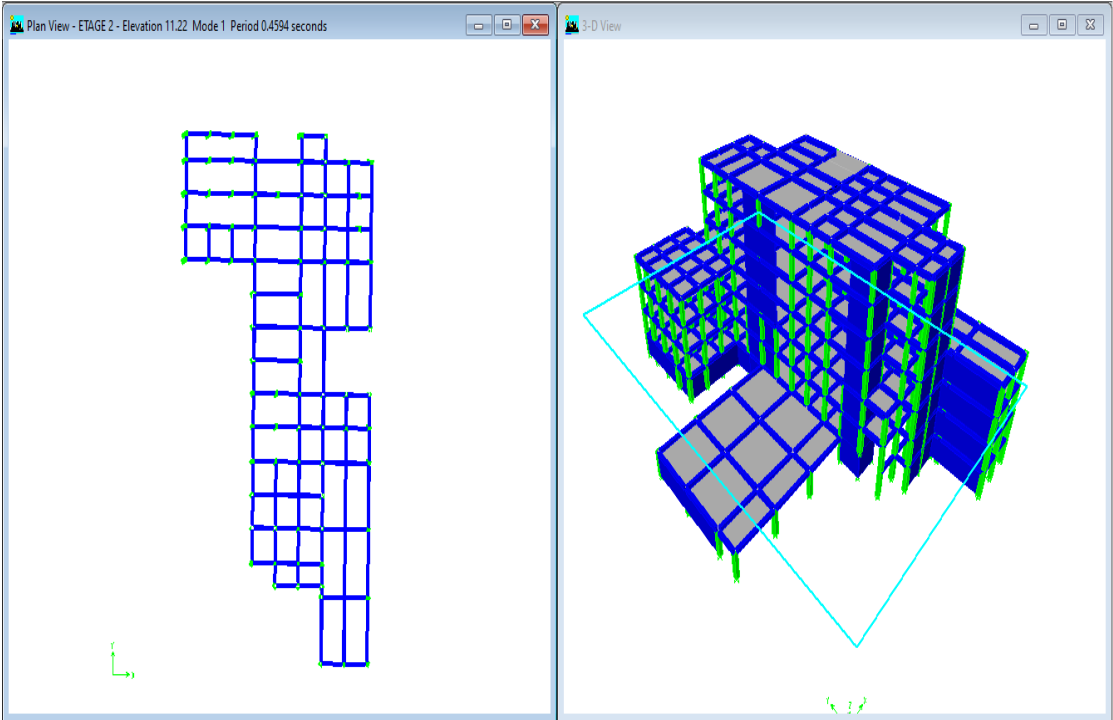 Plan View - ETAGE 2 - Elevation 11.22 Mode 1 Period 0.4594 seconds
3-D View
Y
X
Y Z X